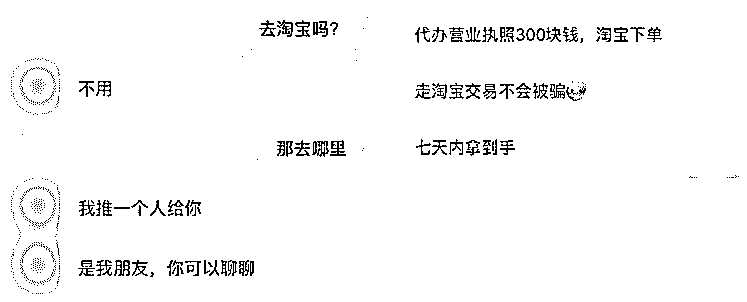 去淘宝吗？
不用
那去哪里
我推一个人给你
是我朋友，你可以聊聊
代办营业执照300块钱，淘宝下单
走淘宝交易不会被骗
七天内拿到手